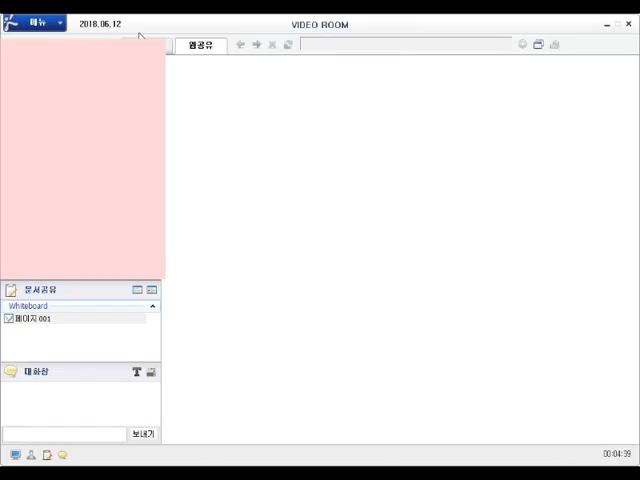 메뉴 2018.06.12 VIDEO ROOM
웹공유
문서공유
Whiteboard
페이지 001
대화창
보내기
00:04:39